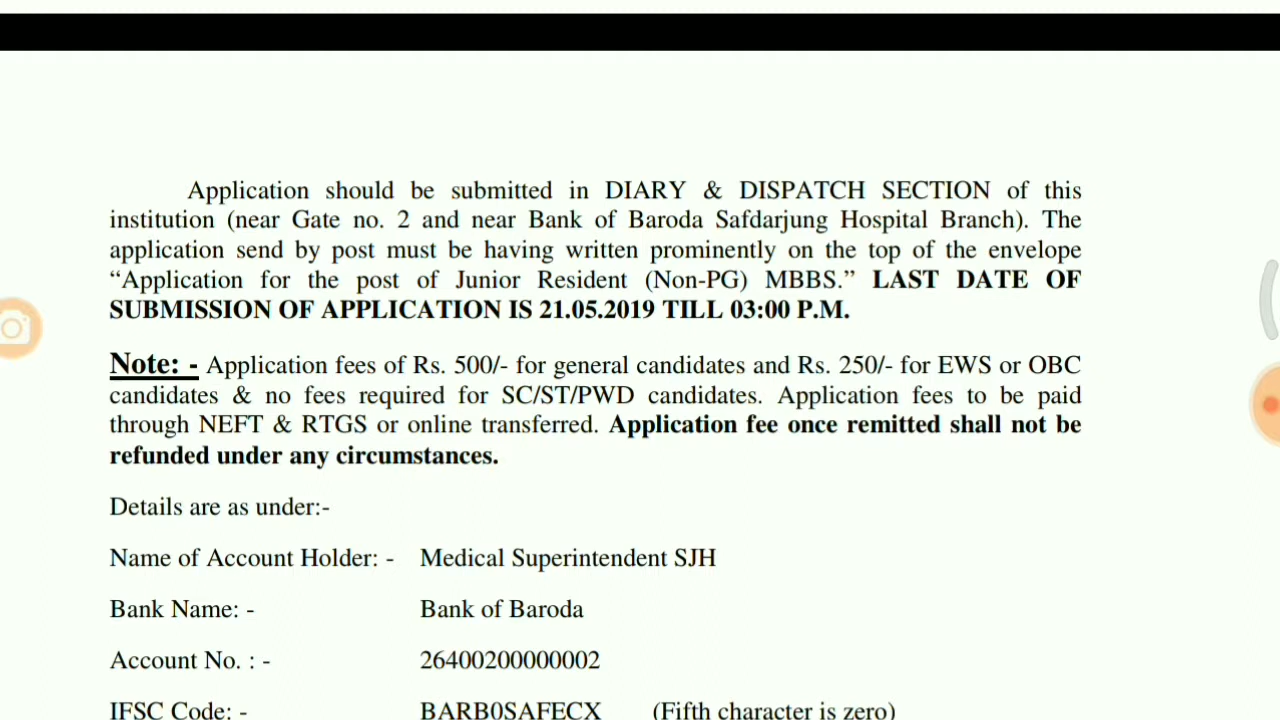 Application should be submitted in DIARY & DISPATCH SECTION of this
institution (near Gate no. 2 and near Bank of Baroda Safdarjung Hospital Branch). The
application send by post must be having written prominently on the top of the envelope
“Application for the post of Junior Resident (Non-PG) MBBS.” LAST DATE OF
SUBMISSION OF APPLICATION IS 21.05.2019 TILL 03:00 P.M.
Note: - Application fees of Rs. 500/- for general candidates and Rs. 250/- for EWS or OBC
candidates & no fees required for SC/ST/PWD candidates. Application fees to be paid
through NEFT & RTGS or online transferred. Application fee once remitted shall not be
refunded under any circumstances.
Details are as under:-
Name of Account Holder: - Medical Superintendent SJH
Bank Name: - Bank of Baroda
Account No. : - 26400200000002
IFSC Code: - BARB0SAFECX (Fifth character is zero)